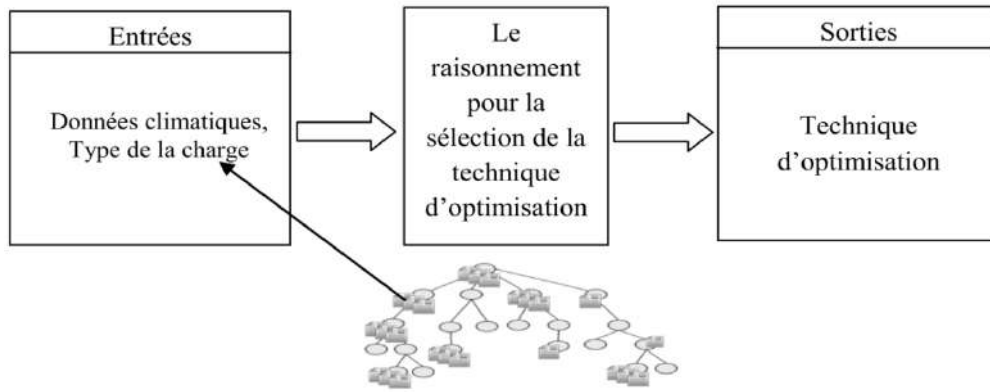 Entrées
Données climatiques,
Type de la charge
Le
raisonnement
pour la
sélection de la
technique
d'optimisation
Sorties
Technique
d'optimisation